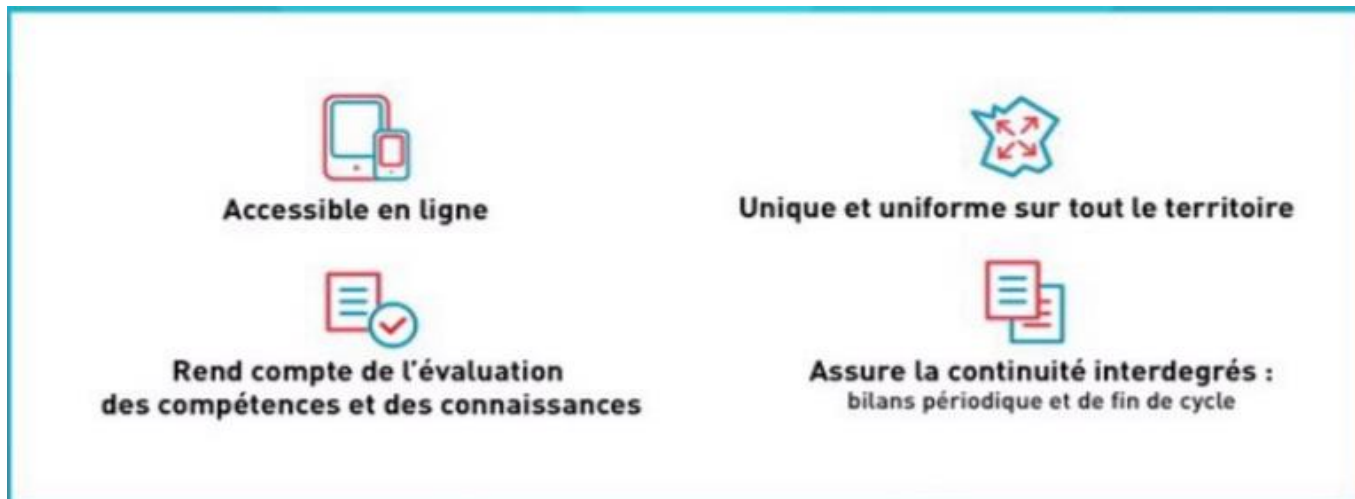 Accessible en ligne
Unique et uniforme sur tout le territoire
Rend compte de l'évaluation
des compétences et des connaissances
Assure la continuité interdegrés :
bilans périodique et de fin de cycle